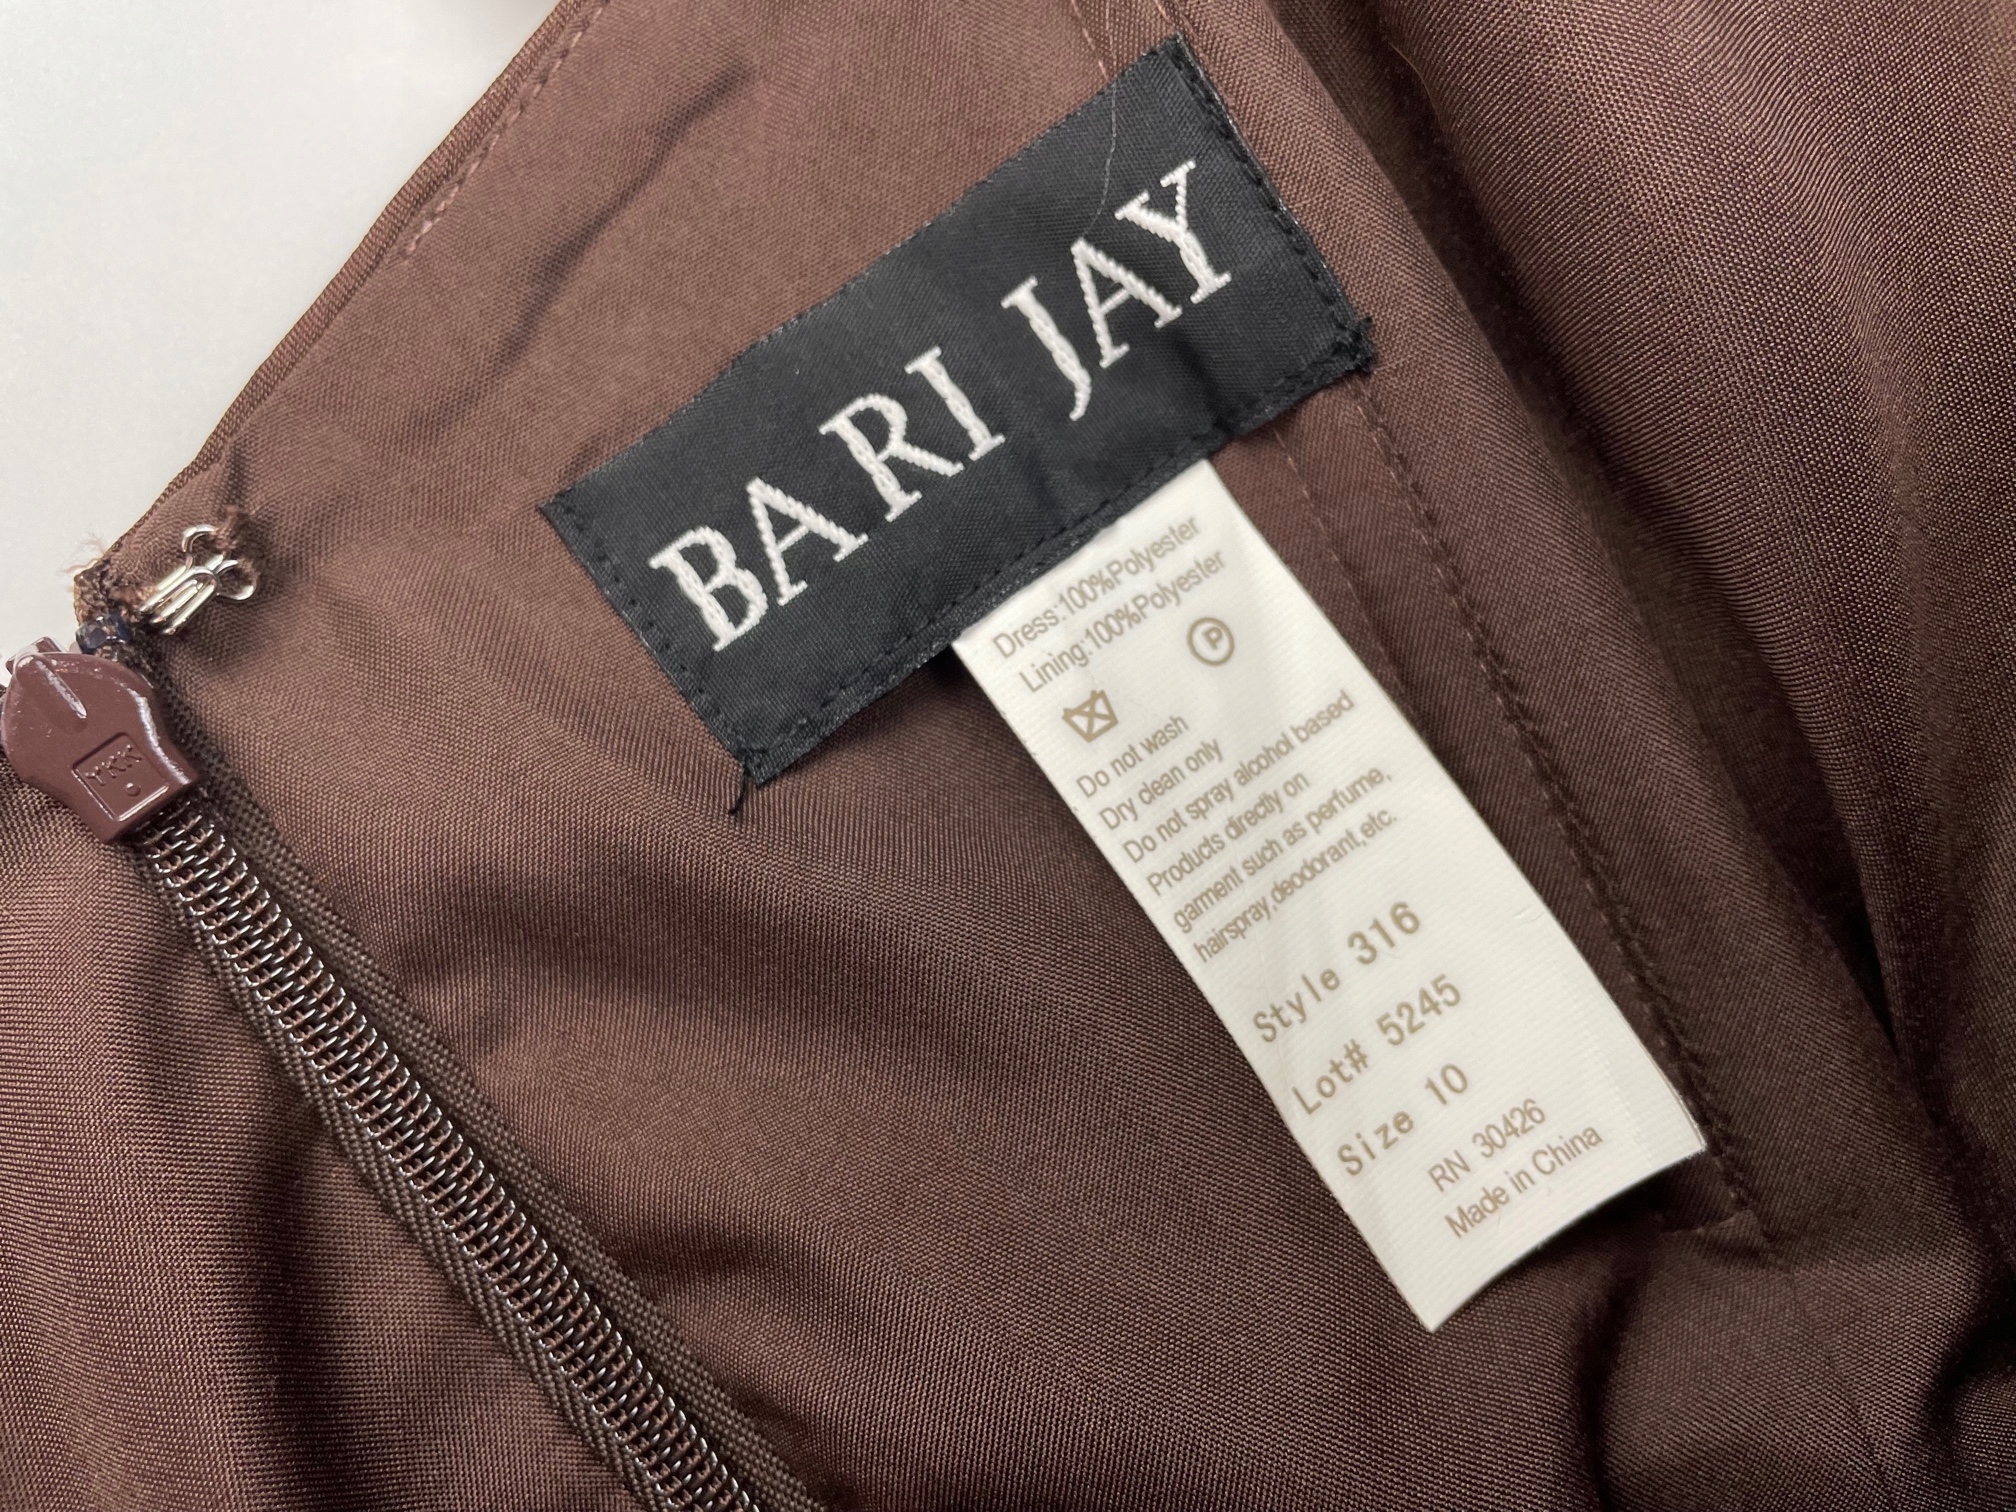 BARI JAY
Dress:100%Polyester
Lining:100%Polyester
P
Do not wash
Dry clean only
Do not spray alcohol based
Products directly on
garment such as perfume,
hairspray,deodorant,etc.
Style 316
Lot# 5245
Size 10
RN 30426
Made in China
YKK